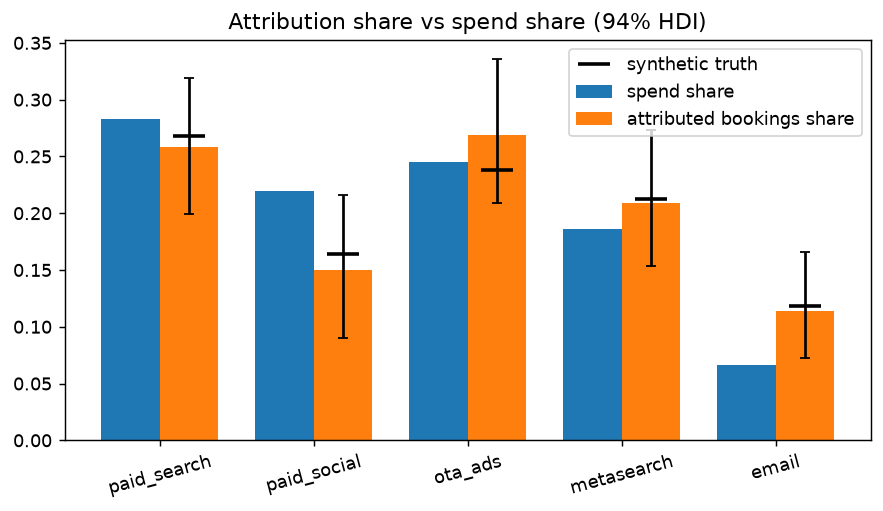 Attribution share vs spend share (94% HDI)
synthetic truth
spend share
attributed bookings share
0.35
0.30
0.25
0.20
0.15
0.10
0.05
0.00
paid_search
paid_social
ota_ads
metasearch
email